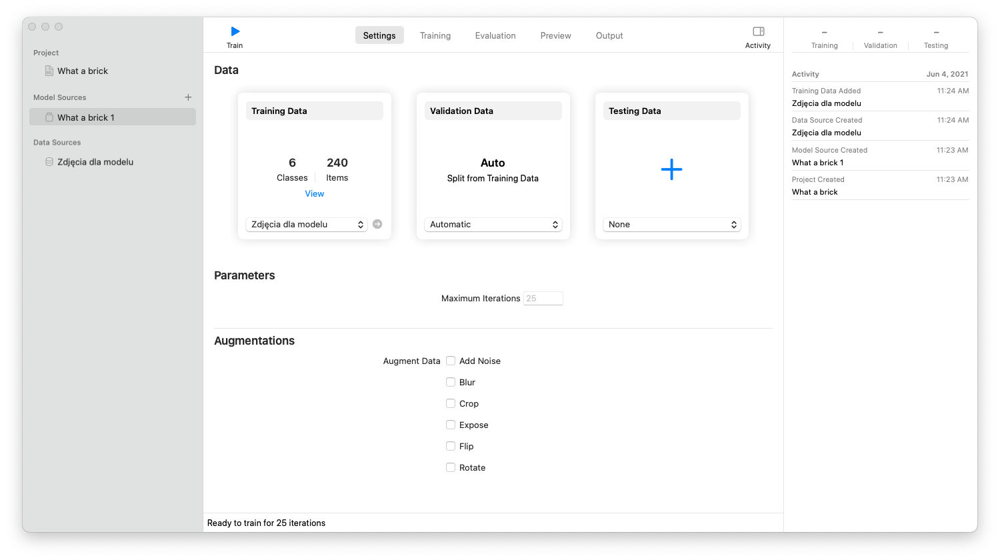 Project
What a brick
Model Sources
What a brick 1
Data Sources
Zdjęcia dla modelu
Train
Settings
Training
Evaluation
Preview
Output
Activity
Data
Training Data
6
Classes
240
Items
View
Zdjęcia dla modelu
Validation Data
Auto
Split from Training Data
Automatic
Testing Data
None
Parameters
Maximum Iterations 25
Augmentations
Augment Data
Add Noise
Blur
Crop
Expose
Flip
Rotate
Ready to train for 25 iterations
–
Training
–
Validation
–
Testing
Activity Jun 4, 2021
Training Data Added 11:24 AM
Zdjęcia dla modelu
Data Source Created 11:24 AM
Zdjęcia dla modelu
Model Source Created 11:23 AM
What a brick 1
Project Created 11:23 AM
What a brick